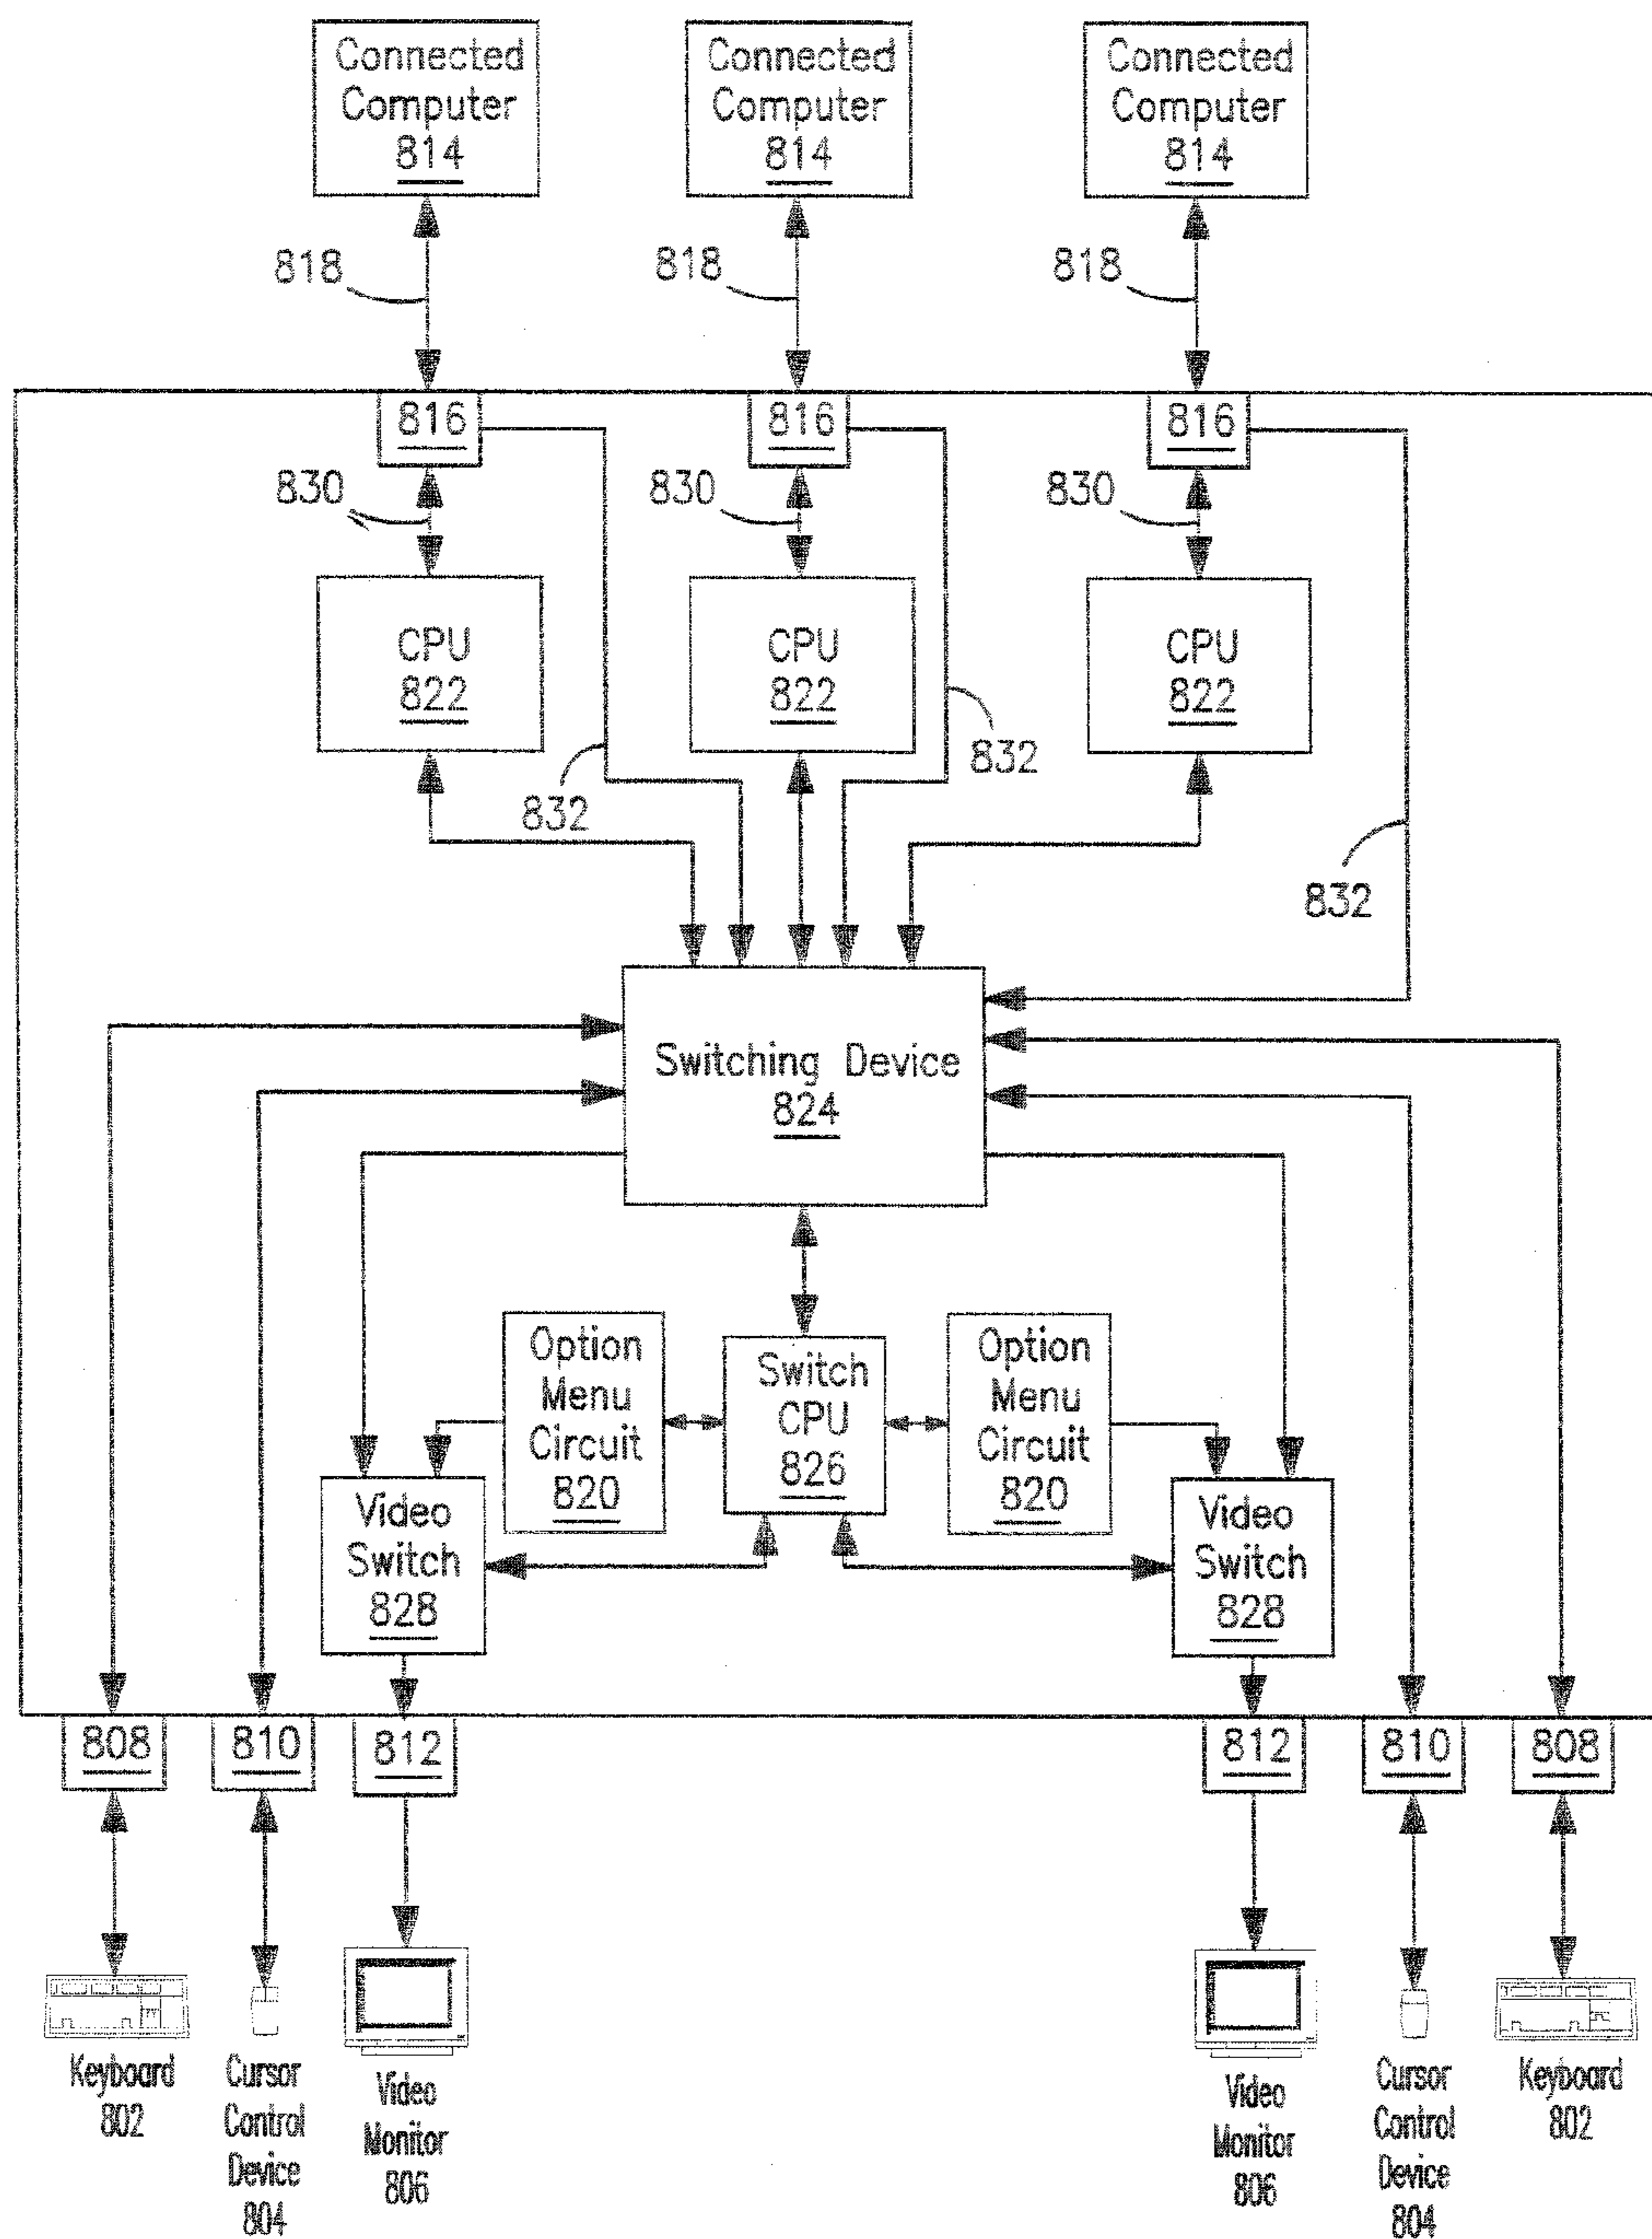 Connected
Computer
814
Connected
Computer
814
Connected
Computer
814
818
818
818
816
816
816
830
830
830
CPU
822
CPU
822
CPU
822
832
832
832
Switching Device
824
Option
Menu
Circuit
820
Switch
CPU
826
Option
Menu
Circuit
820
Video
Switch
828
Video
Switch
828
808
810
812
812
810
808
Keyboard
802
Cursor
Control
Device
804
Video
Monitor
806
Video
Monitor
806
Cursor
Control
Device
804
Keyboard
802